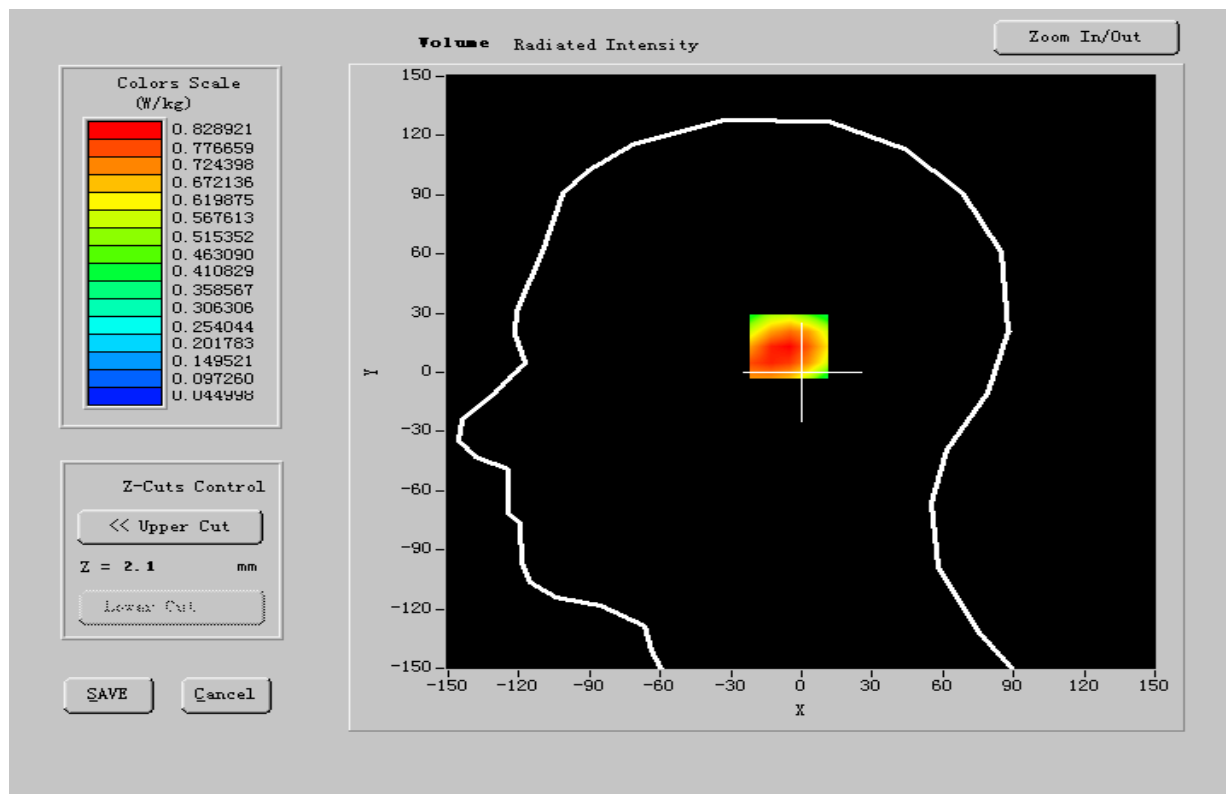 Volume Radiated Intensity
Zoom In/Out
Colors Scale
(W/kg)
0.828921
0.776659
0.724398
0.672136
0.619875
0.567613
0.515352
0.463090
0.410829
0.358567
0.306306
0.254044
0.201783
0.149521
0.097260
0.044998
Z-Cuts Control
<< Upper Cut
Z = 2.1 mm
Lower Cut
SAVE
Cancel
150
120
90
60
30
0
-30
-60
-90
-120
-150
Y
-150 -120 -90 -60 -30 0 30 60 90 120 150
X